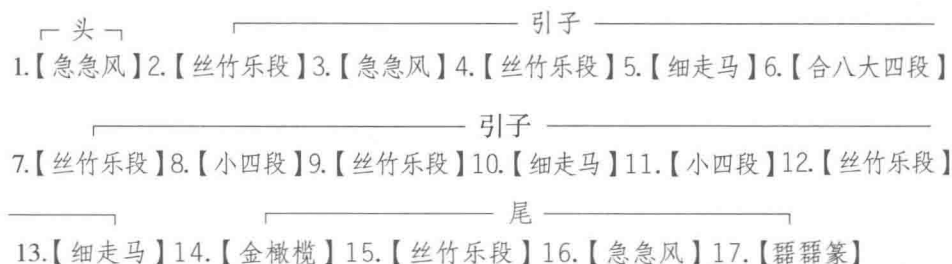 头 引子
1.【急急风】2.【丝竹乐段】3.【急急风】4.【丝竹乐段】5.【细走马】6.【合八大四段】
引子
7.【丝竹乐段】8.【小四段】9.【丝竹乐段】10.【细走马】11.【小四段】12.【丝竹乐段】
尾
13.【细走马】14.【金橄榄】15.【丝竹乐段】16.【急急风】17.【嚣嚣篆】